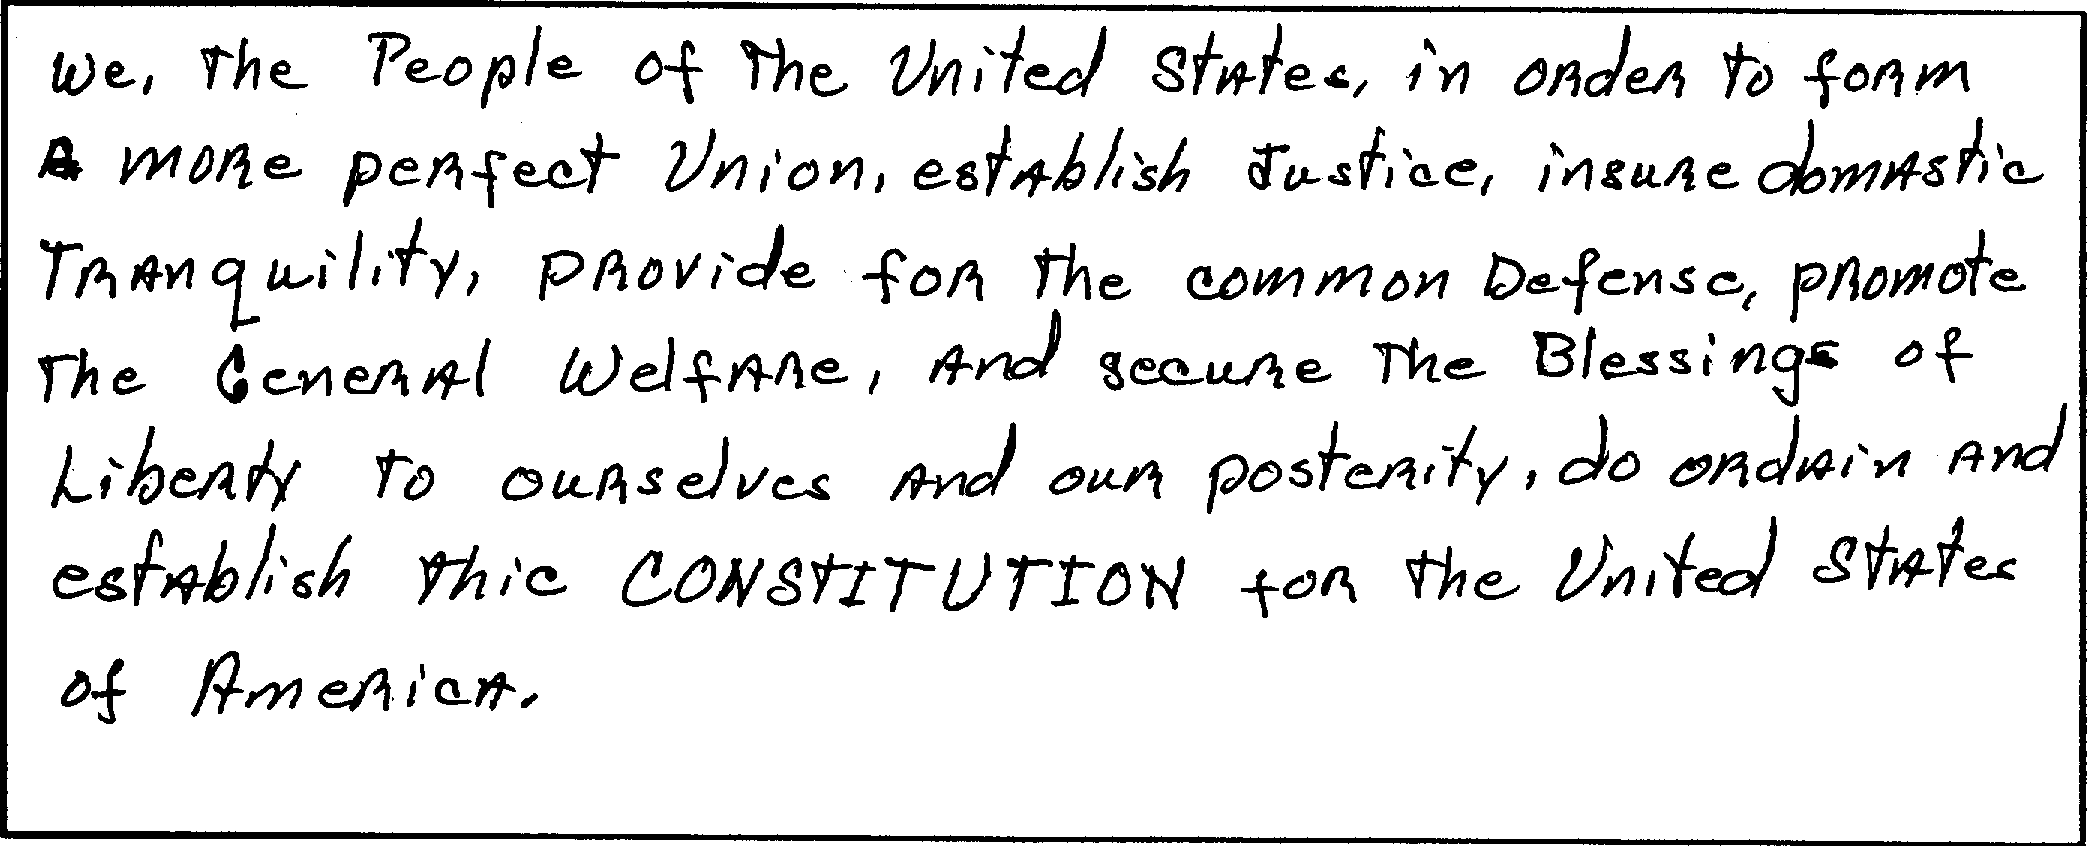 We, the People of the United States, in order to form
A more perfect Union, establish Justice, insure domastic
Tranquility, provide for the common Defense, promote
the General Welfare, and secure the Blessings of
Liberty to ourselves and our posterity, do ordain and
establish this CONSTITUTION for the United States
of America.